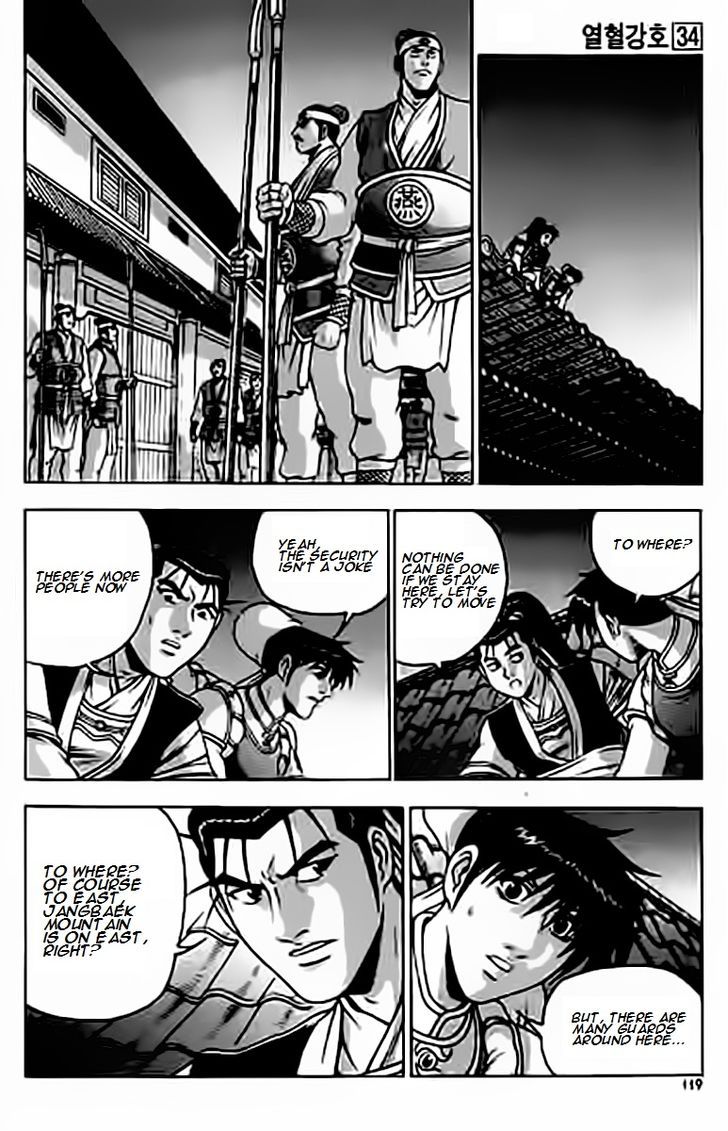 열혈강호 34
燕
THERE'S MORE
PEOPLE NOW
YEAH,
THE SECURITY
ISN'T A JOKE
NOTHING
CAN BE DONE
IF WE STAY
HERE, LET'S
TRY TO MOVE
TO WHERE?
TO WHERE?
OF COURSE
TO EAST,
JANGBAEK
MOUNTAIN
IS ON EAST,
RIGHT?
BUT, THERE ARE
MANY GUARDS
AROUND HERE...
119